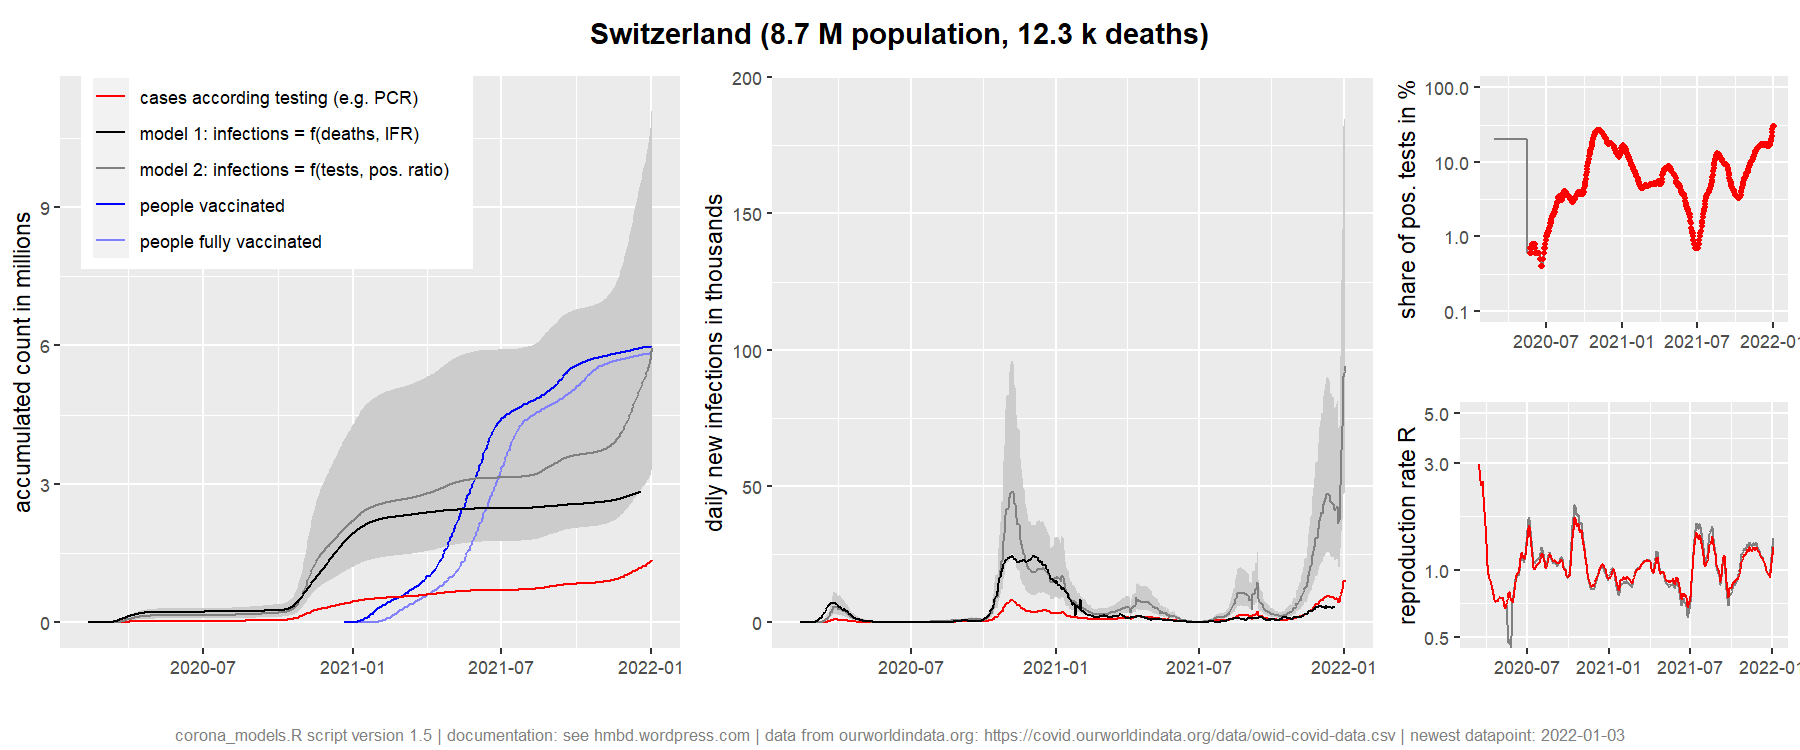 Switzerland (8.7 M population, 12.3 k deaths)
accumulated count in millions
9
6
3
0
cases according testing (e.g. PCR)
model 1: infections = f(deaths, IFR)
model 2: infections = f(tests, pos. ratio)
people vaccinated
people fully vaccinated
2020-07 2021-01 2021-07 2022-01
daily new infections in thousands
200
150
100
50
0
2020-07 2021-01 2021-07 2022-01
share of pos. tests in %
100.0
10.0
1.0
0.1
2020-07 2021-01 2021-07 2022-01
reproduction rate R
5.0
3.0
1.0
0.5
2020-07 2021-01 2021-07 2022-01
corona_models.R script version 1.5 | documentation: see hmbd.wordpress.com | data from ourworldindata.org: https://covid.ourworldindata.org/data/owid-covid-data.csv | newest datapoint: 2022-01-03